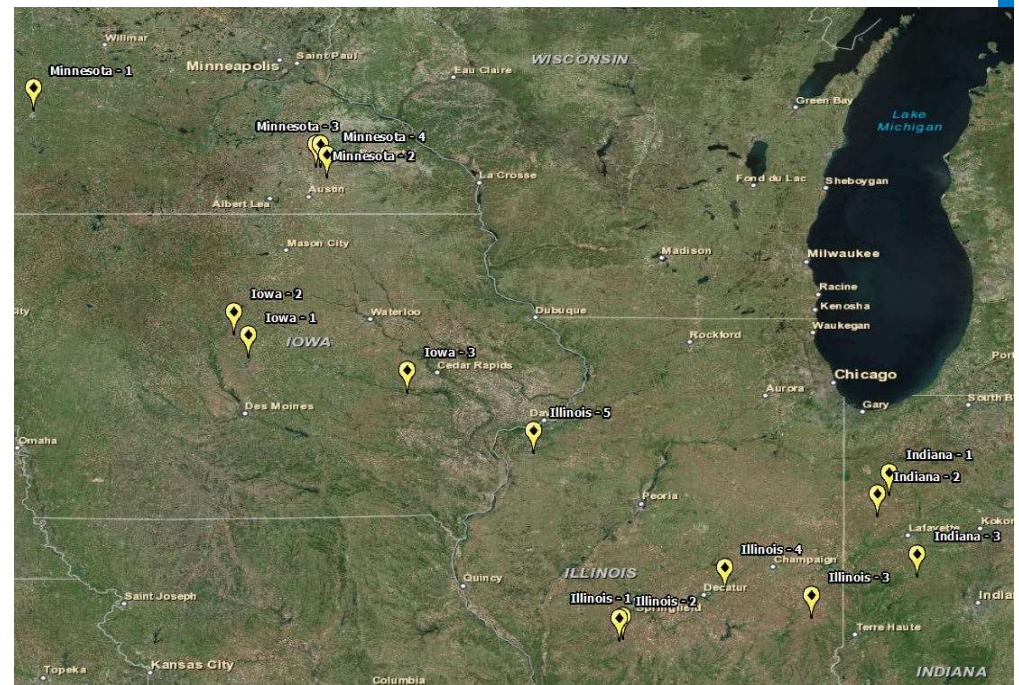 Willmar
Saint Paul
Minneapolis
WISCONSIN
Eau Claire
Minnesota - 1
Green Bay
Lake
Michigan
Minnesota - 3
Minnesota - 4
Minnesota - 2
La Crosse
Fond du Lac
Sheboygan
Austin
Albert Lea
Mason City
Madison
Milwaukee
Iowa - 2
Racine
Kenosha
City
Waterloo
Dubuque
Iowa - 1
Waukegan
IOWA
Rockford
Iowa - 3
Cedar Rapids
Chicago
Aurora
Des Moines
Gary
South B
Dav
Illinois - 5
Omaha
Indiana - 1
Indiana - 2
Peoria
Lafayette
Kokon
Indiana - 3
Illinois - 4
Champaign
ILLINOIS
Illinois - 3
Quincy
Decatur
Saint Joseph
Illinois - 1
Illinois - 2
Springfield
India
Terre Haute
Kansas City
Topeka
Columbia
INDIANA